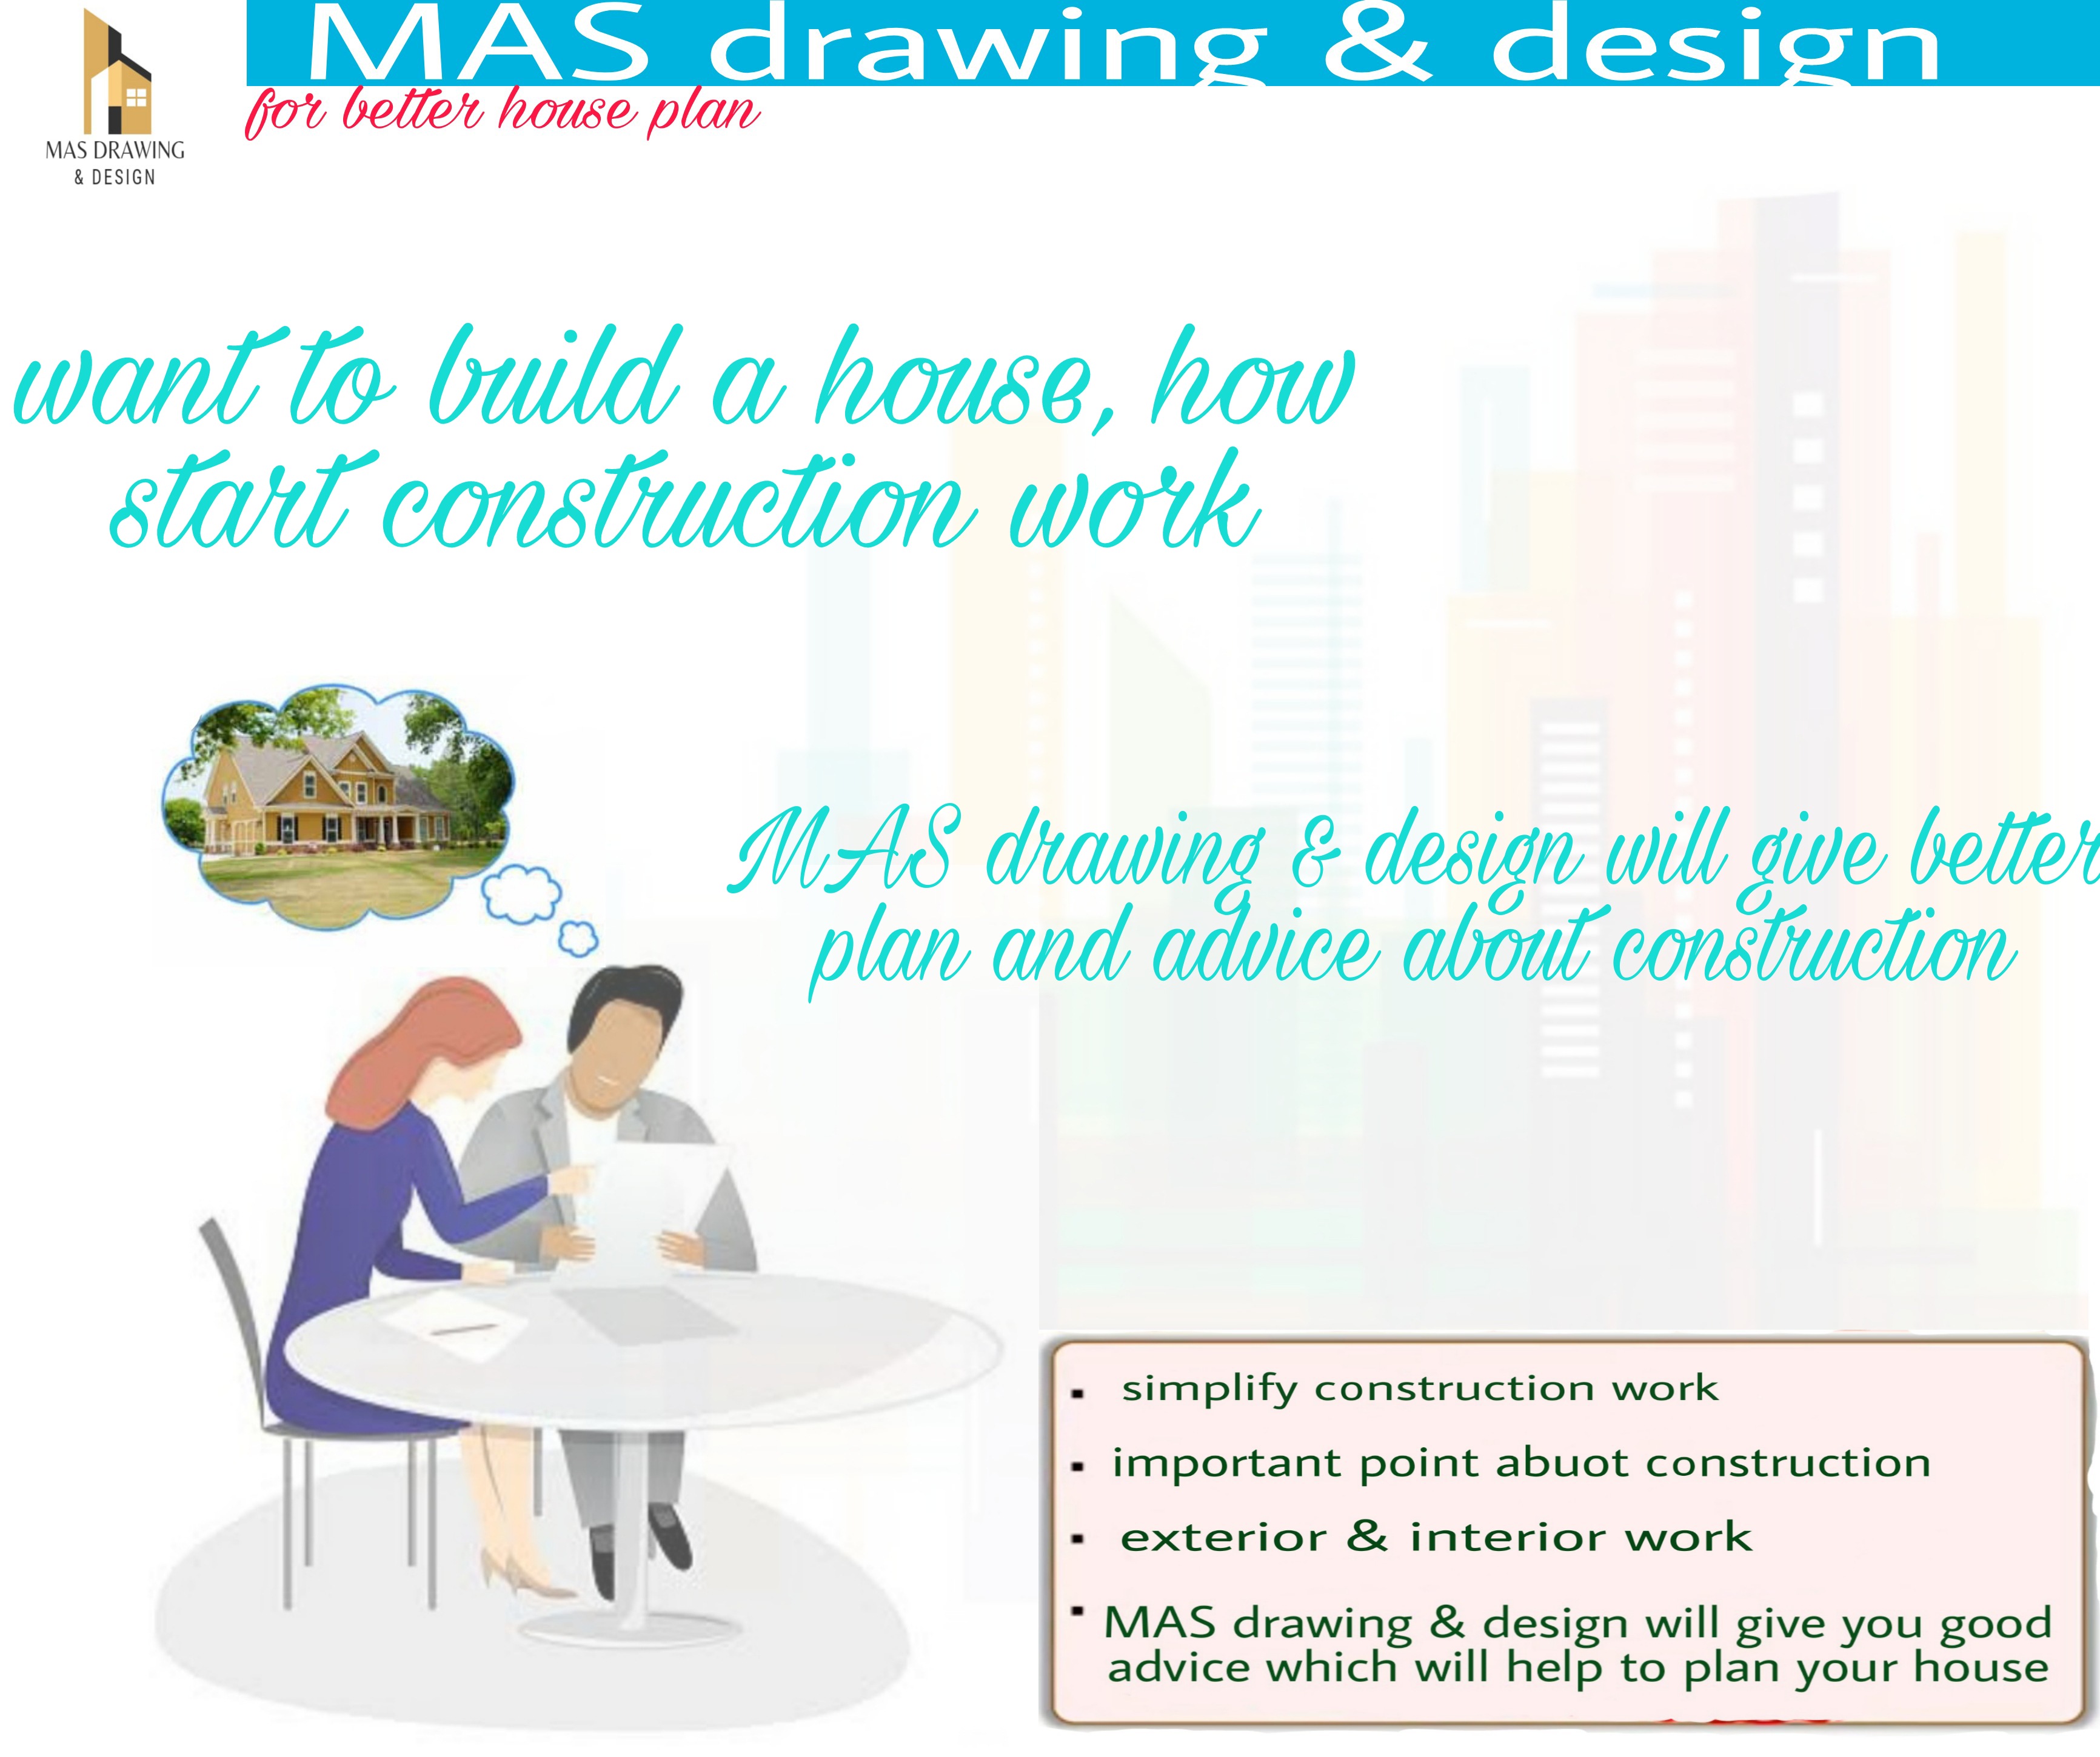 MAS drawing & design
for better house plan
MAS DRAWING
& DESIGN
want to build a house, how
start construction work
MAS drawing & design will give better
plan and advice about construction
▪ simplify construction work
▪ important point abuot construction
▪ exterior & interior work
▪ MAS drawing & design will give you good
advice which will help to plan your house